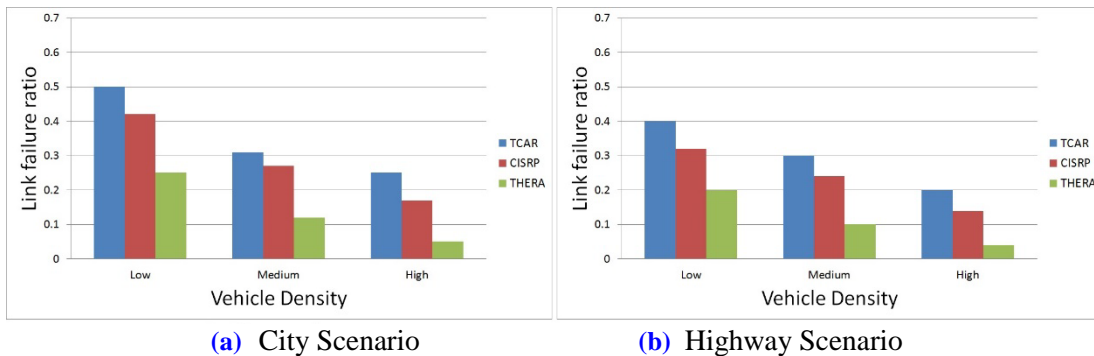 Link failure ratio
0.7
0.6
0.5
0.4
0.3
0.2
0.1
0
Low
Medium
High
Vehicle Density
TCAR
CISRP
THERA
(a) City Scenario
Link failure ratio
0.7
0.6
0.5
0.4
0.3
0.2
0.1
0
Low
Medium
High
Vehicle Density
TCAR
CISRP
THERA
(b) Highway Scenario